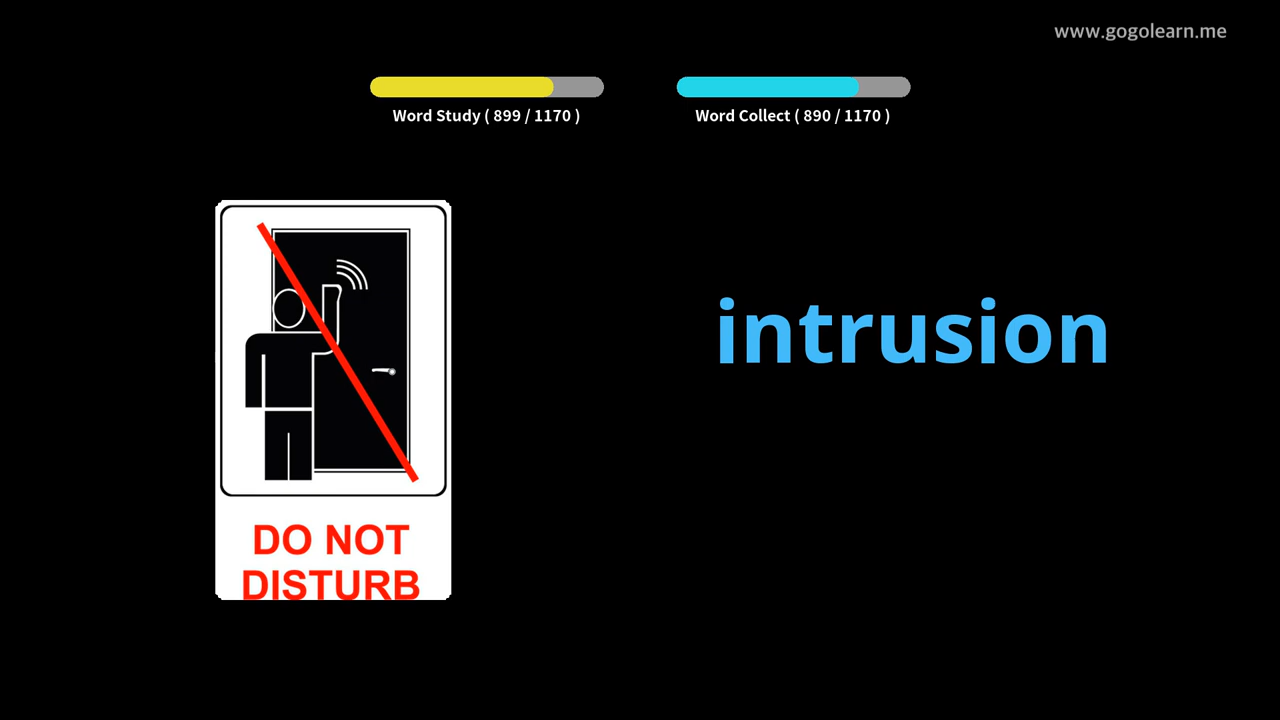 www.gogolearn.me
Word Study ( 899 / 1170 )
Word Collect ( 890 / 1170 )
intrusion
DO NOT
DISTURB